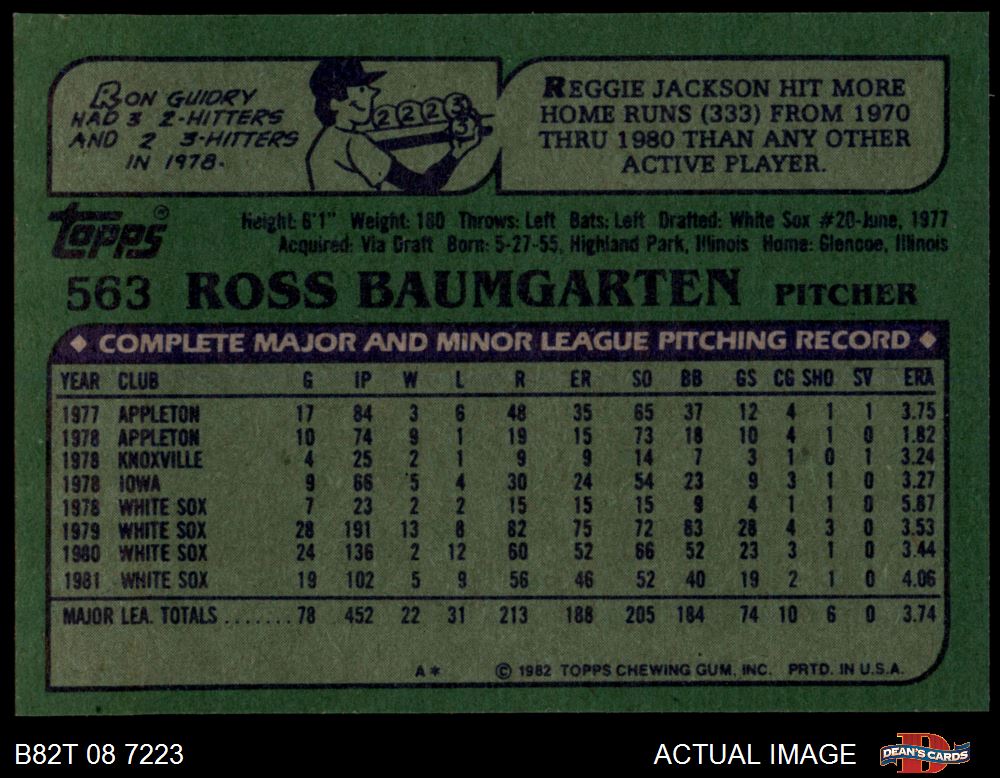 RON GUIDRY
HAD 3 2-HITTERS
AND 2 3-HITTERS
IN 1978.
2 2 2 3
3
REGGIE JACKSON HIT MORE
HOME RUNS (333) FROM 1970
THRU 1980 THAN ANY OTHER
ACTIVE PLAYER.
topps®
Height: 6'1" Weight: 180 Throws: Left Bats: Left Drafted: White Sox #20-June, 1977
Acquired: Via Draft Born: 5-27-55, Highland Park, Illinois Home: Glencoe, Illinois
563 ROSS BAUMGARTEN PITCHER
◆ COMPLETE MAJOR AND MINOR LEAGUE PITCHING RECORD ◆
YEAR CLUB G IP W L R ER SO BB GS CG SHO SV ERA
1977 APPLETON 17 84 3 6 48 35 65 37 12 4 1 1 3.75
1978 APPLETON 10 74 9 1 19 15 73 18 10 4 1 0 1.82
1978 KNOXVILLE 4 25 2 1 9 9 14 7 3 1 0 1 3.24
1978 IOWA 9 66 5 4 30 24 54 23 9 3 1 0 3.27
1978 WHITE SOX 7 23 2 2 15 15 15 9 4 1 1 0 5.87
1979 WHITE SOX 28 191 13 8 82 75 72 83 28 4 3 0 3.53
1980 WHITE SOX 24 136 2 12 60 52 66 52 23 3 1 0 3.44
1981 WHITE SOX 19 102 5 9 56 46 52 40 19 2 1 0 4.06
MAJOR LEA. TOTALS ....... 78 452 22 31 213 188 205 184 74 10 6 0 3.74
A* © 1982 TOPPS CHEWING GUM, INC. PRTD. IN U.S.A.
B82T 08 7223 ACTUAL IMAGE DEAN'S CARDS